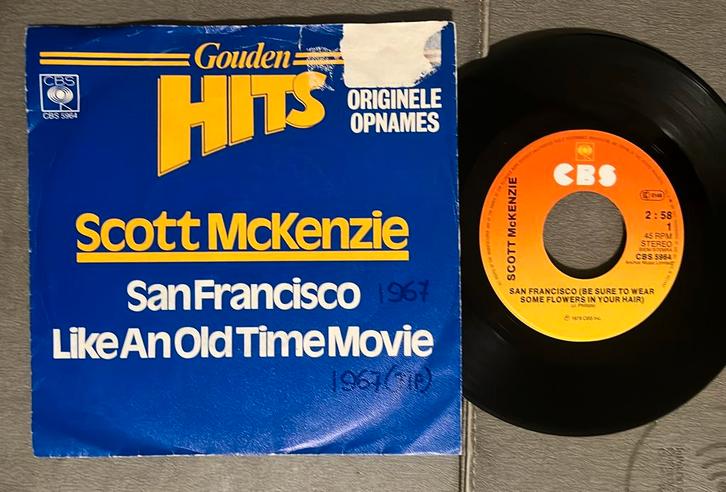 Gouden
HITS
CBS
CBS 5964
ORIGINELE
OPNAMES
Scott McKenzie
San Francisco 1967
Like An Old Time Movie
1967 (TIP)
CBS
SCOTT McKENZIE
2:58
1
45 RPM
STEREO
CBS 5964
SAN FRANCISCO (BE SURE TO WEAR
SOME FLOWERS IN YOUR HAIR)